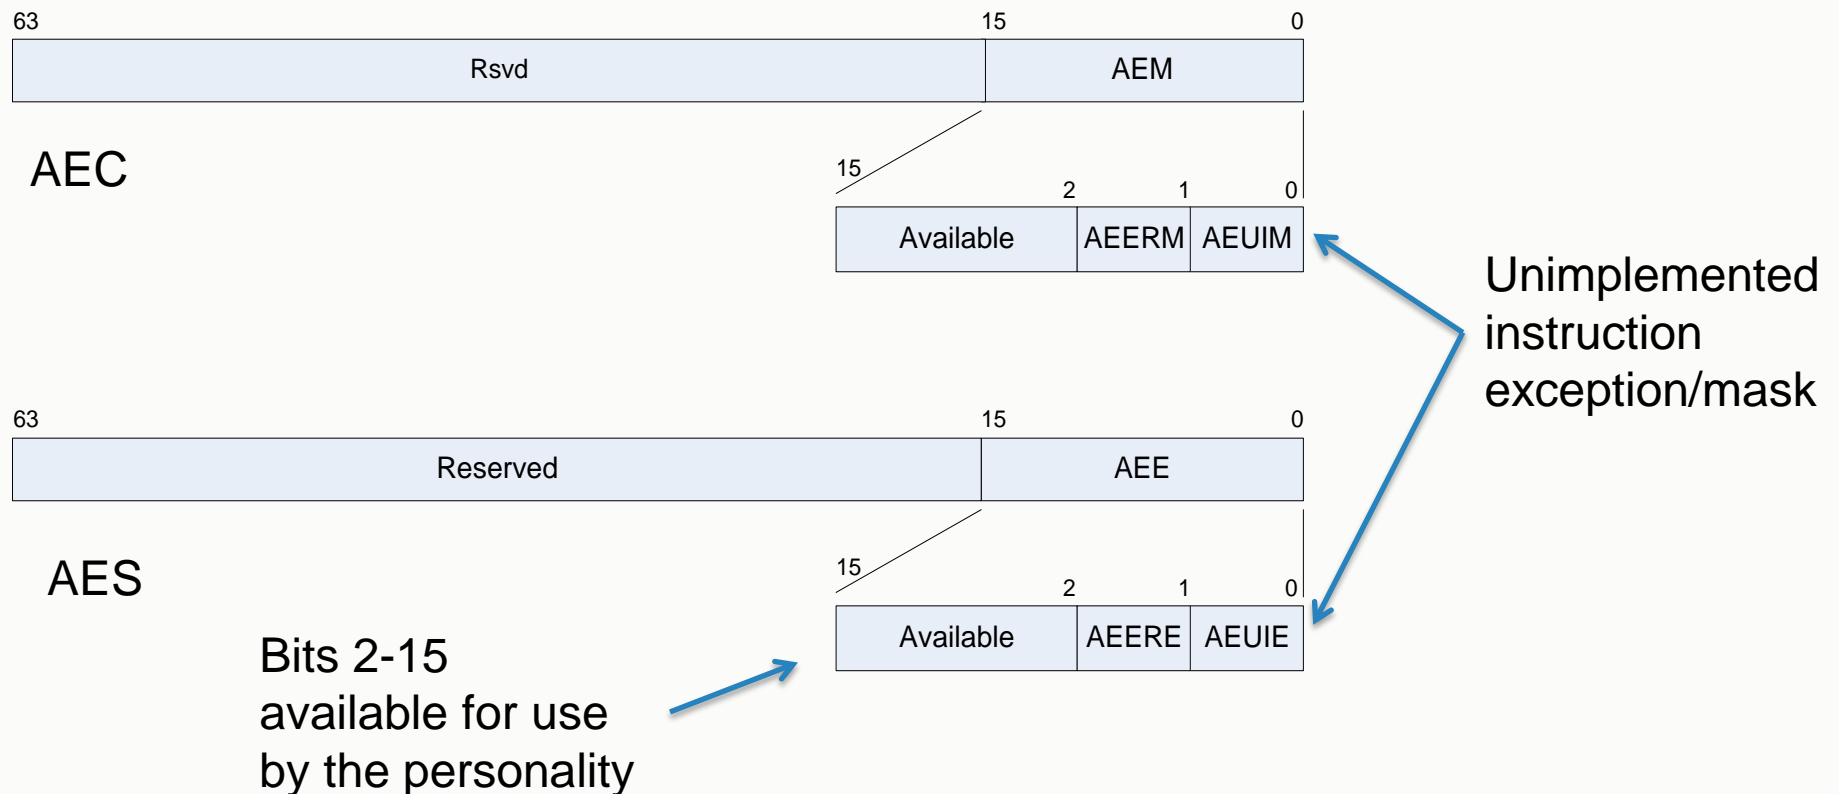 63 15 0
Rsvd AEM
AEC
15 2 1 0
Available AEERM AEUIM
Unimplemented
instruction
exception/mask
63 15 0
Reserved AEE
AES
15 2 1 0
Available AEERE AEUIE
Bits 2-15
available for use
by the personality